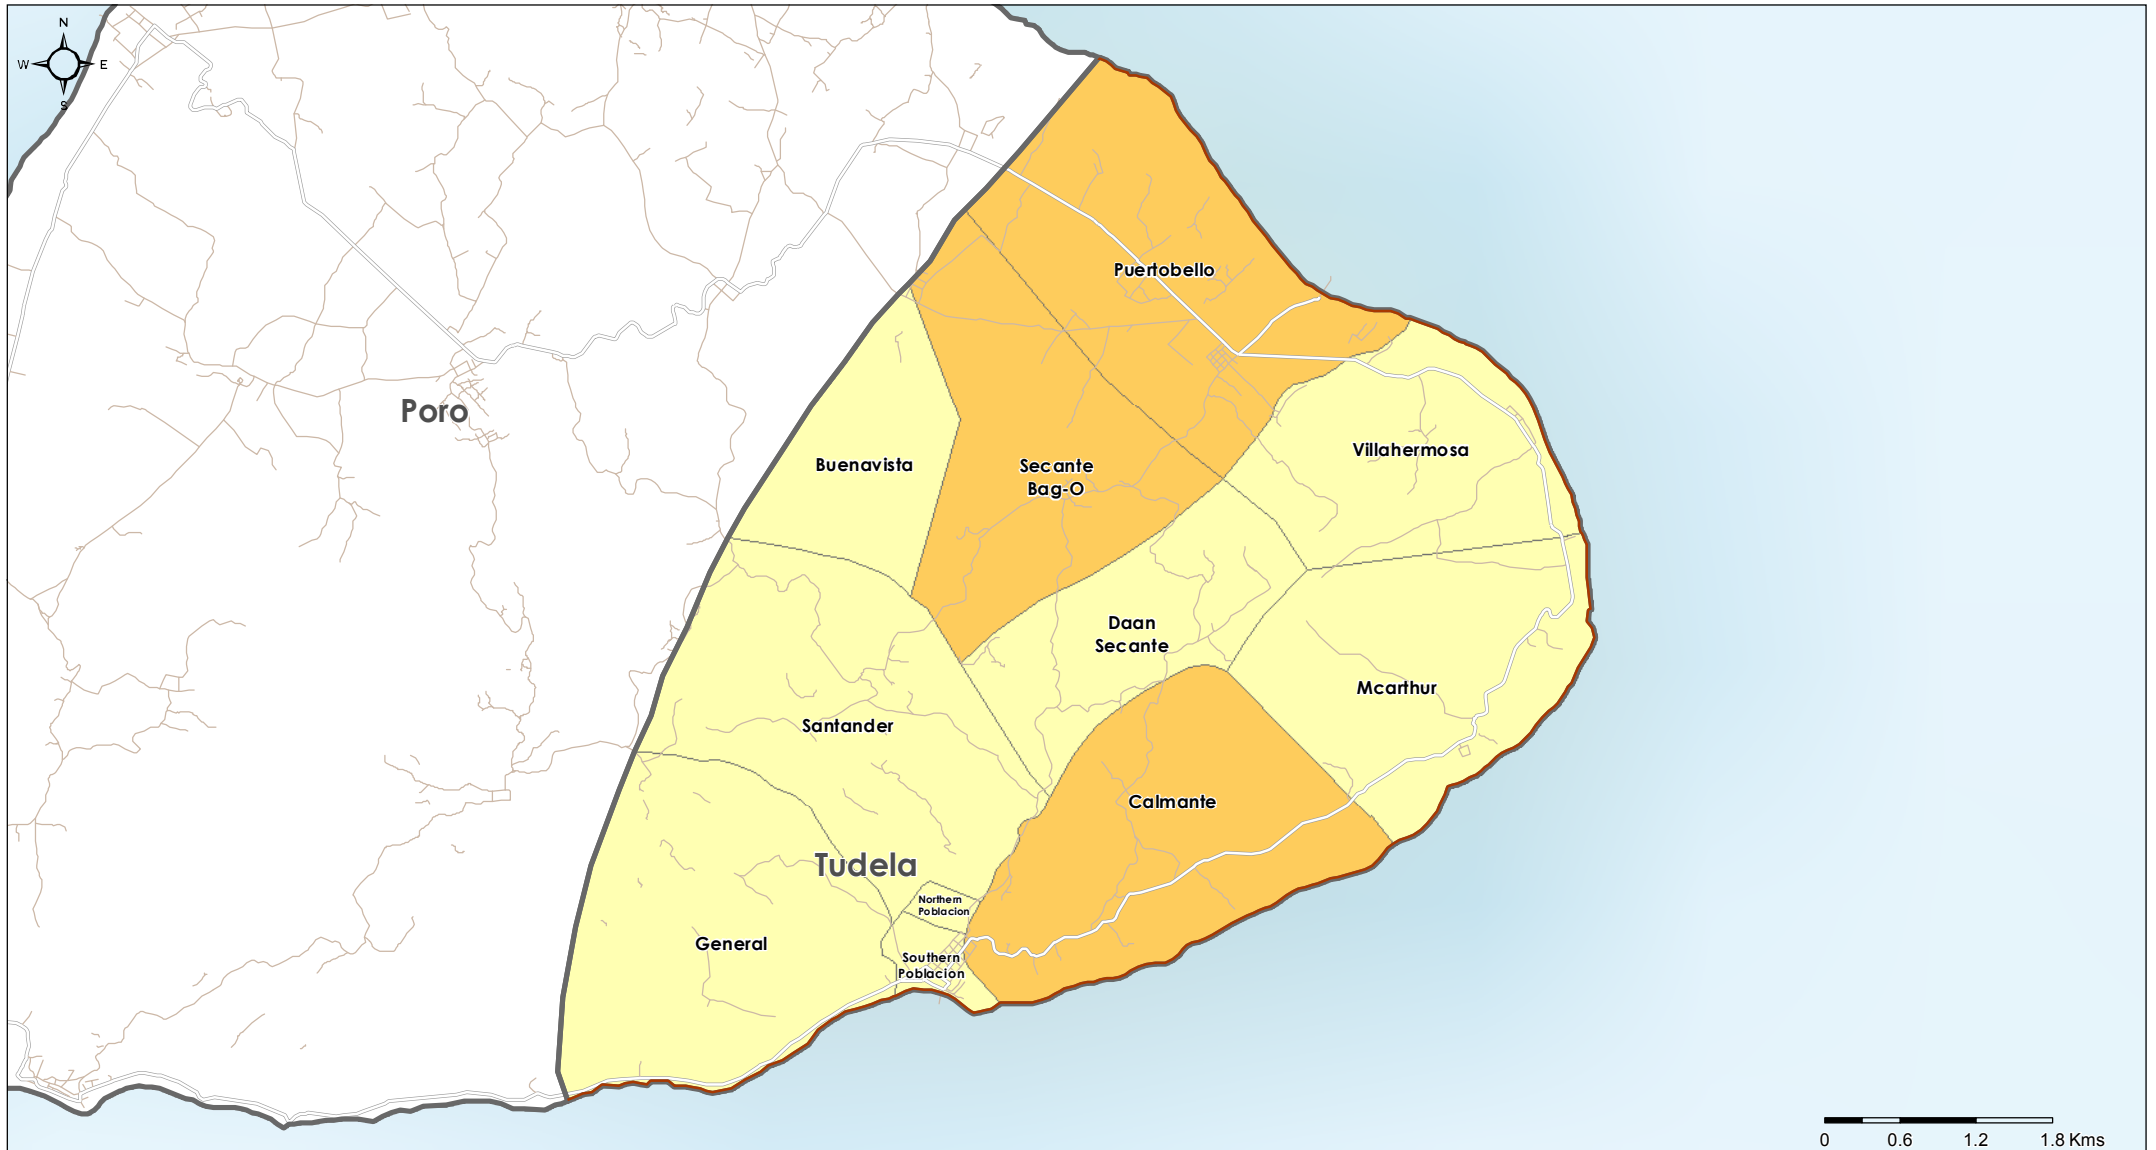 N
W E
S
Puertobello
Poro
Villahermosa
Buenavista
Secante
Bag-O
Daan
Secante
Mcarthur
Santander
Calmante
Tudela
Northern
Poblacion
General
Southern
Poblacion
0 0.6 1.2 1.8 Kms